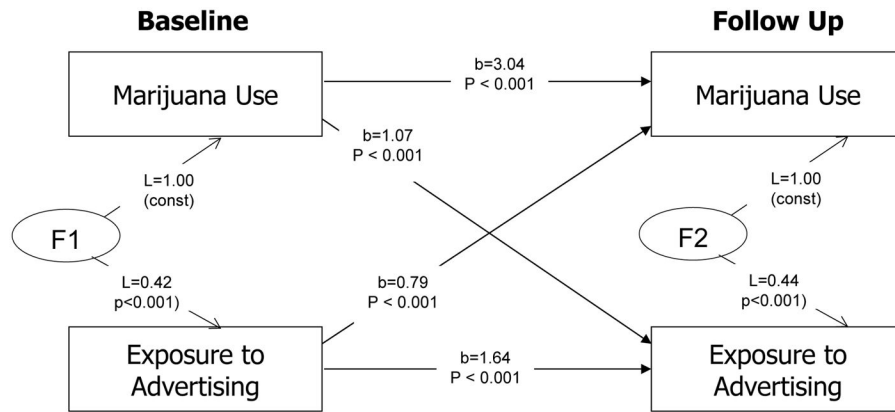 Baseline
Follow Up
Marijuana Use
b=3.04
P < 0.001
Marijuana Use
b=1.07
P < 0.001
L=1.00
(const)
L=1.00
(const)
F1
F2
L=0.42
p<0.001)
b=0.79
P < 0.001
L=0.44
p<0.001)
Exposure to
Advertising
b=1.64
P < 0.001
Exposure to
Advertising